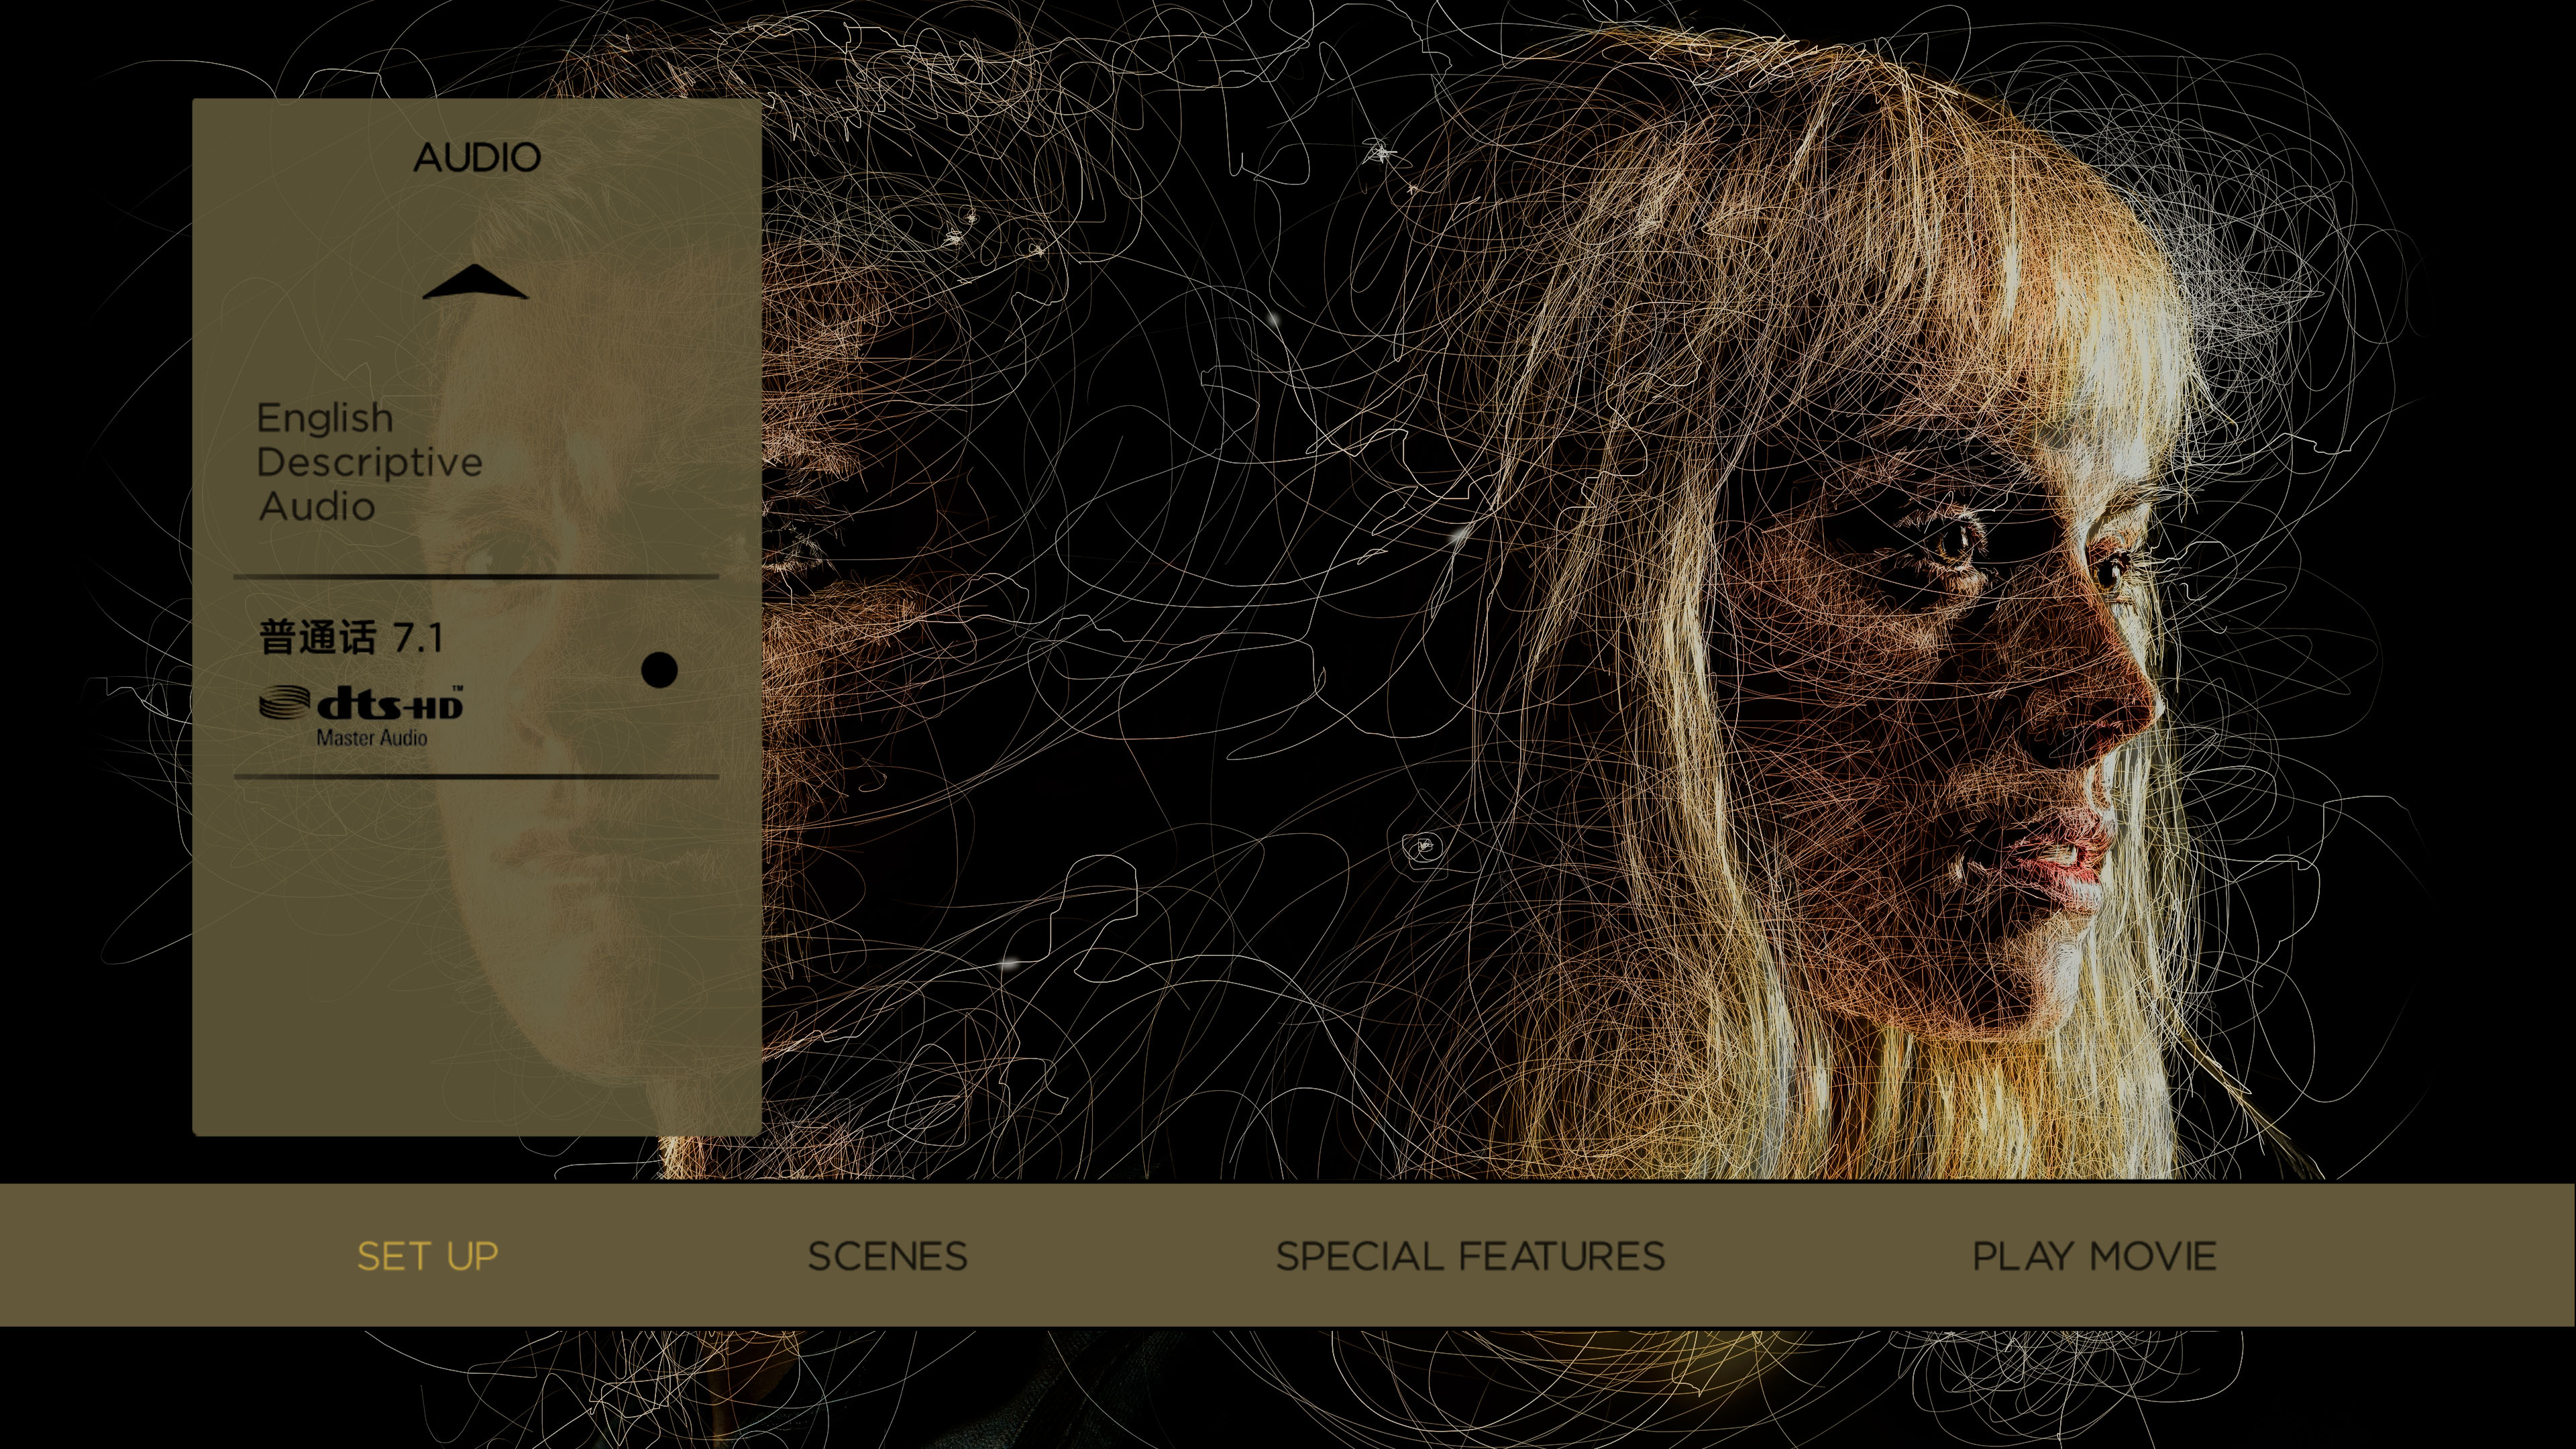 AUDIO
English
Descriptive
Audio
普通话 7.1
dts-HD™
Master Audio
SET UP
SCENES
SPECIAL FEATURES
PLAY MOVIE